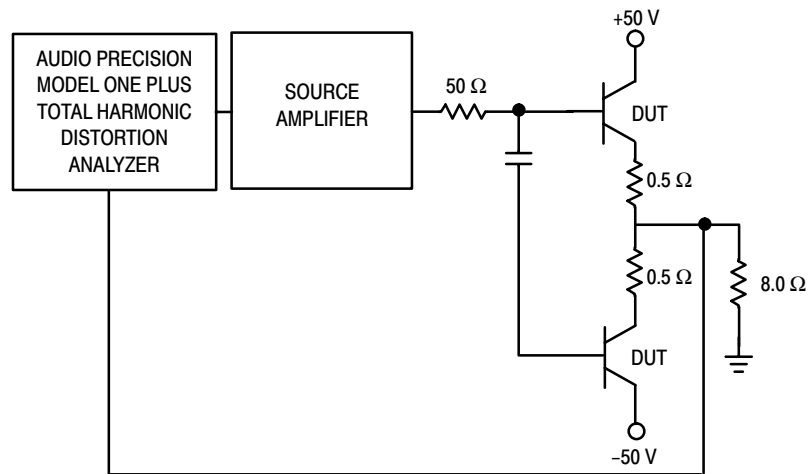 AUDIO PRECISION
MODEL ONE PLUS
TOTAL HARMONIC
DISTORTION
ANALYZER
SOURCE
AMPLIFIER
50 Ω
+50 V
DUT
0.5 Ω
0.5 Ω
8.0 Ω
DUT
–50 V